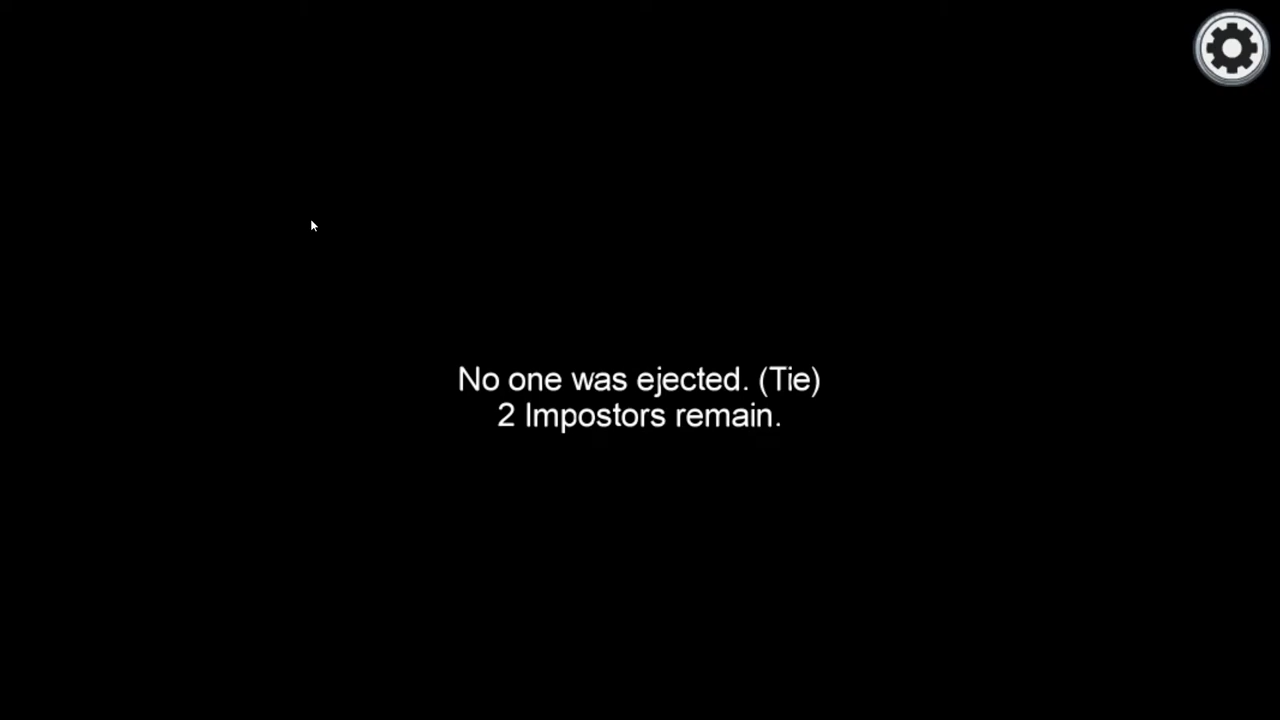 No one was ejected. (Tie)
2 Impostors remain.